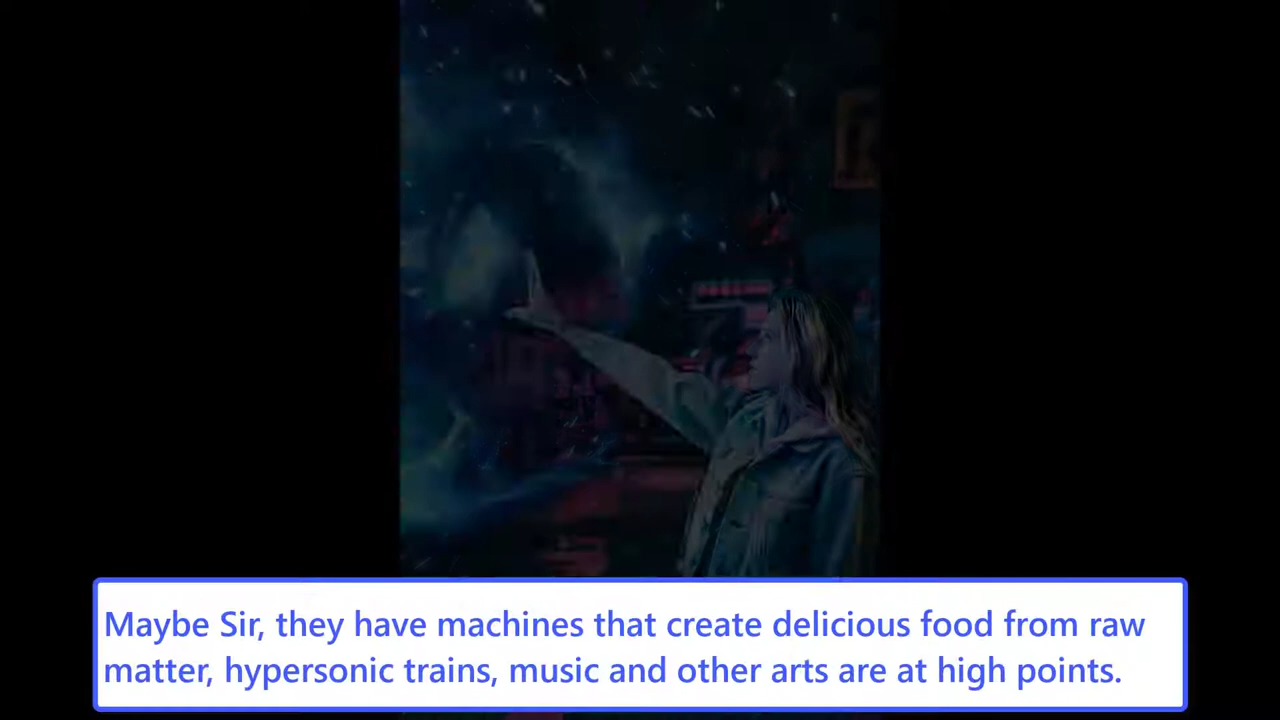 Maybe Sir, they have machines that create delicious food from raw
matter, hypersonic trains, music and other arts are at high points.